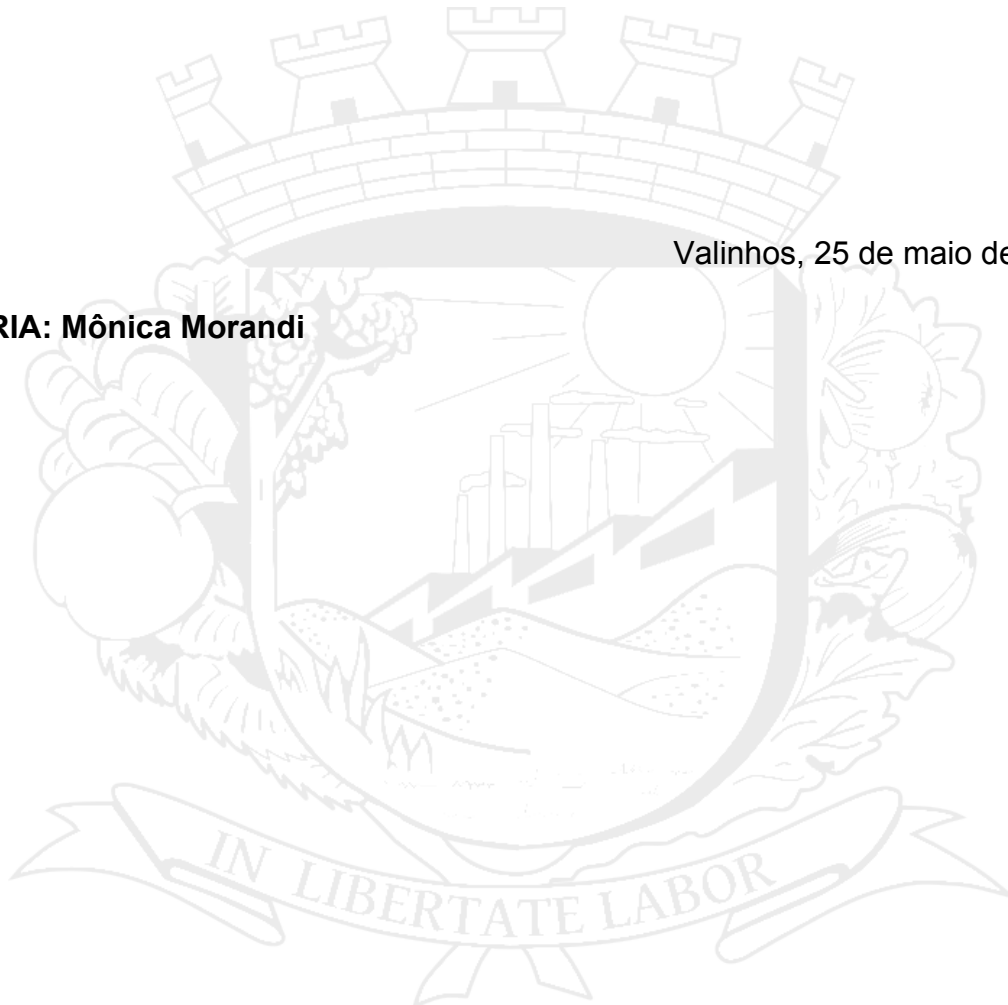 Valinhos, 25 de maio de
RIA: Mônica Morandi
IN LIBERTATE LABOR